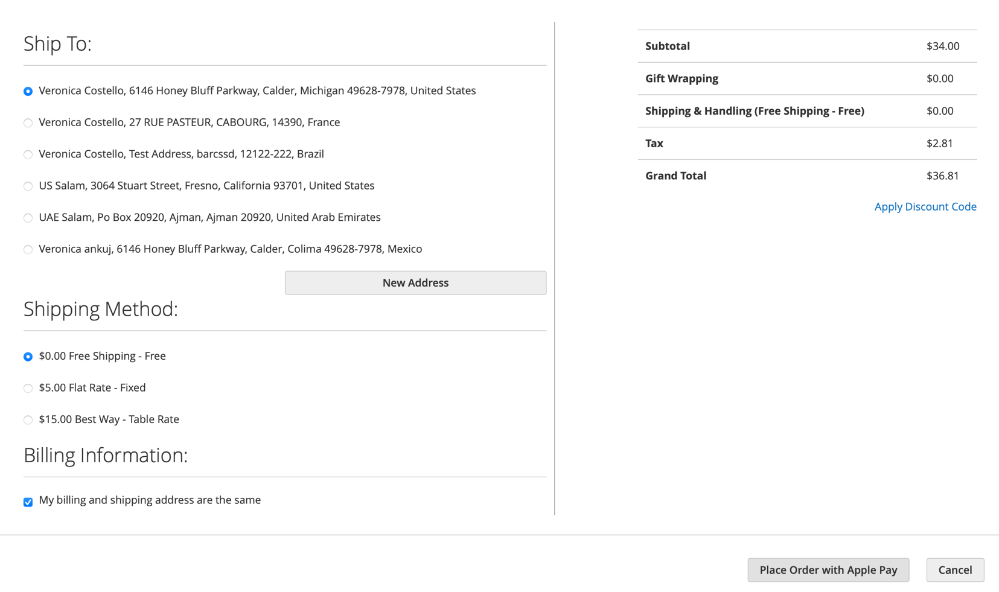 Ship To:
Veronica Costello, 6146 Honey Bluff Parkway, Calder, Michigan 49628-7978, United States
Veronica Costello, 27 RUE PASTEUR, CABOURG, 14390, France
Veronica Costello, Test Address, barcssd, 12122-222, Brazil
US Salam, 3064 Stuart Street, Fresno, California 93701, United States
UAE Salam, Po Box 20920, Ajman, Ajman 20920, United Arab Emirates
Veronica ankuj, 6146 Honey Bluff Parkway, Calder, Colima 49628-7978, Mexico
New Address
Shipping Method:
$0.00 Free Shipping - Free
$5.00 Flat Rate - Fixed
$15.00 Best Way - Table Rate
Billing Information:
My billing and shipping address are the same
Subtotal $34.00
Gift Wrapping $0.00
Shipping & Handling (Free Shipping - Free) $0.00
Tax $2.81
Grand Total $36.81
Apply Discount Code
Place Order with Apple Pay
Cancel